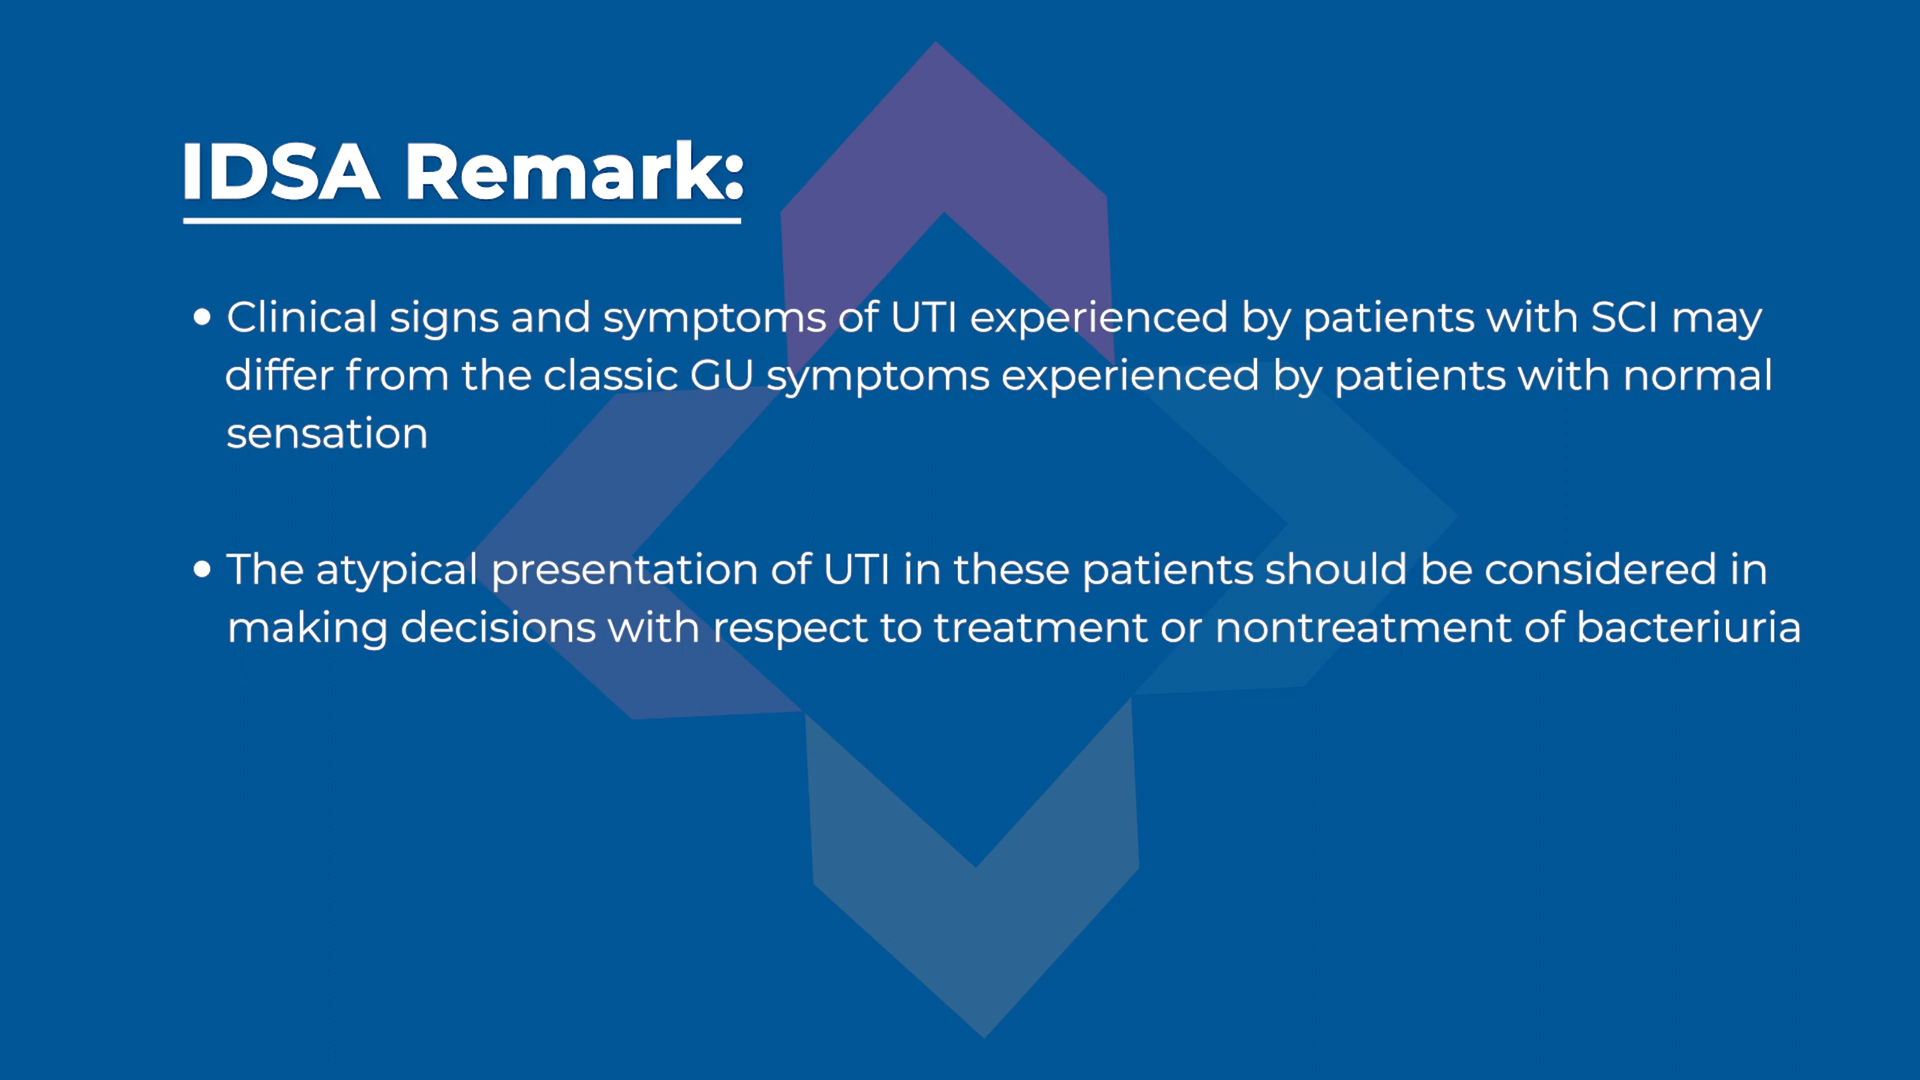 IDSA Remark:
• Clinical signs and symptoms of UTI experienced by patients with SCI may
differ from the classic GU symptoms experienced by patients with normal
sensation
• The atypical presentation of UTI in these patients should be considered in
making decisions with respect to treatment or nontreatment of bacteriuria